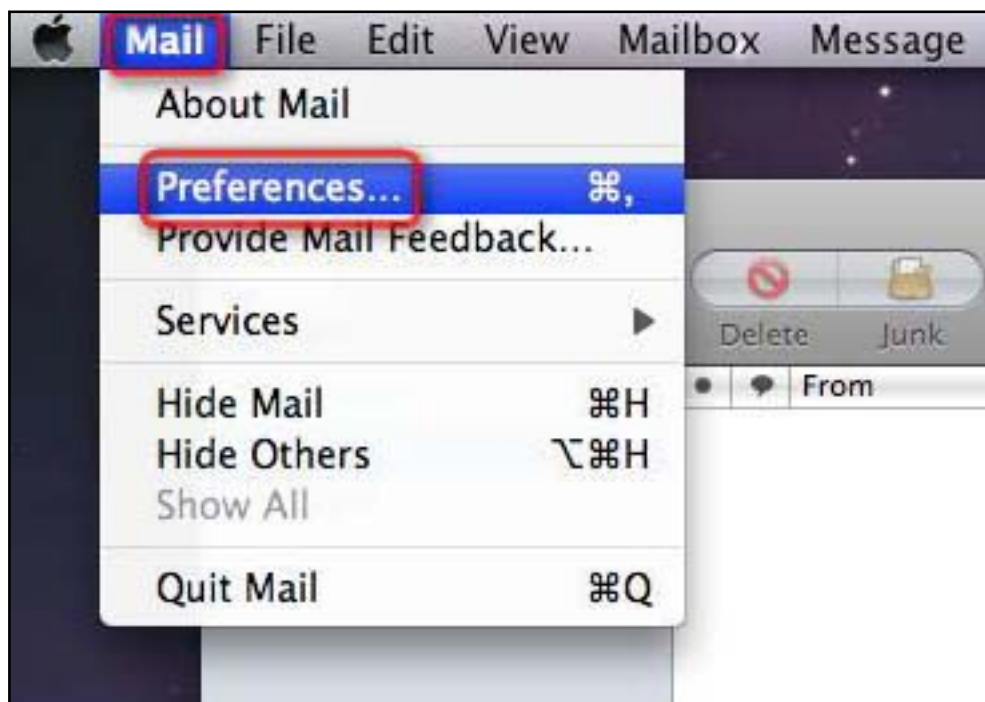 Mail File Edit View Mailbox Message
About Mail
Preferences... ⌘,
Provide Mail Feedback...
Services
Delete Junk
Hide Mail ⌘H
From
Hide Others ⌥⌘H
Show All
Quit Mail ⌘Q